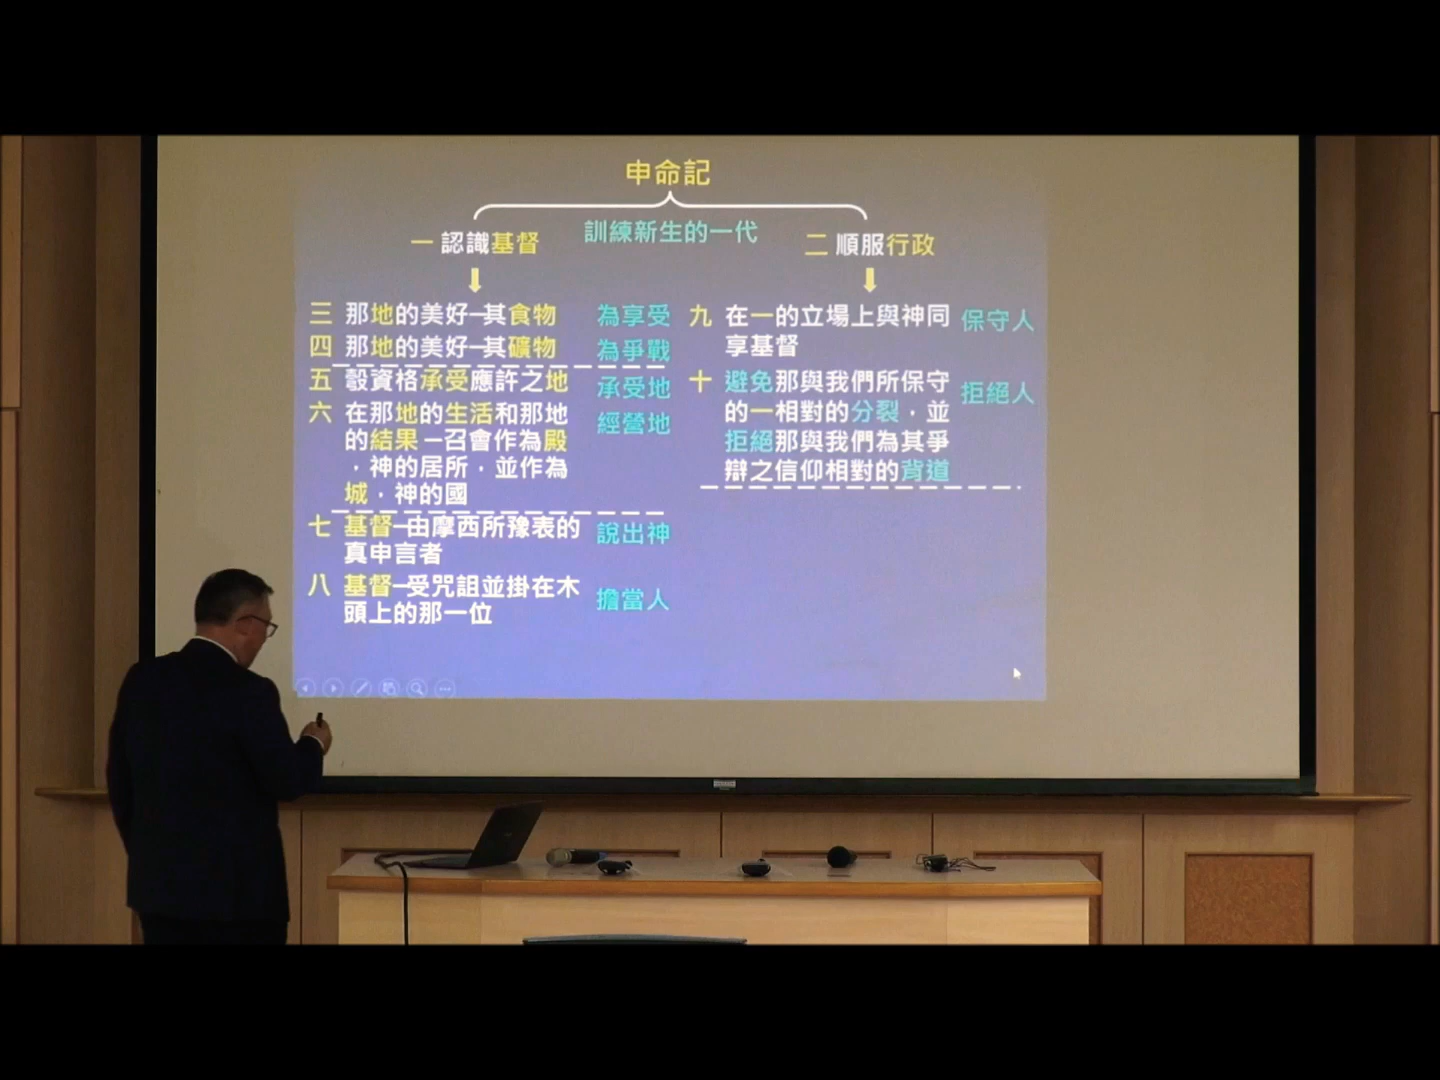 申命記
訓練新生的一代
一 認識基督
二 順服行政
三 那地的美好─其食物 為享受
四 那地的美好─其礦物 為爭戰
五 彀資格承受應許之地 承受地
六 在那地的生活和那地 經營地
的結果─召會作為殿
，神的居所，並作為
城，神的國
七 基督─由摩西所豫表的 說出神
真申言者
八 基督─受咒詛並掛在木 擔當人
頭上的那一位
九 在一的立場上與神同 保守人
享基督
十 避免那與我們所保守 拒絕人
的一相對的分裂，並
拒絕那與我們為其爭
辯之信仰相對的背道